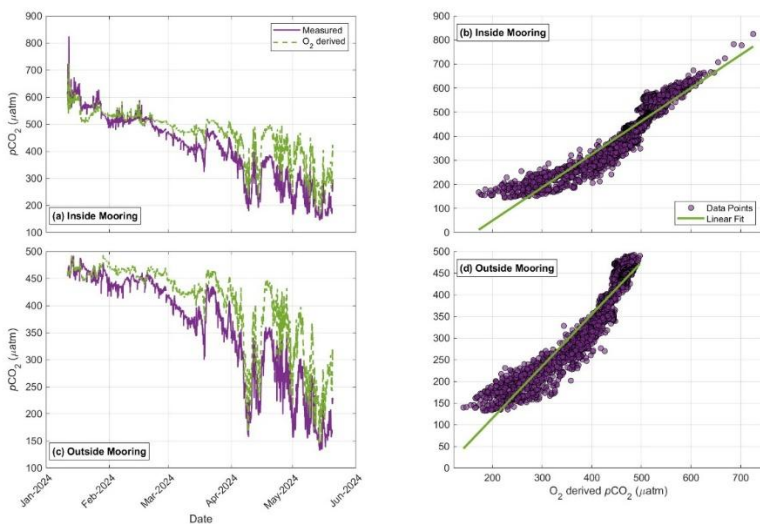 900
800
700
600
500
400
300
200
100
pCO2 (μatm)
Measured
O2 derived
(a) Inside Mooring
900
800
700
600
500
400
300
200
100
0
(b) Inside Mooring
Data Points
Linear Fit
500
450
400
350
300
250
200
150
100
pCO2 (μatm)
(c) Outside Mooring
Jan-2024
Feb-2024
Mar-2024
Apr-2024
May-2024
Jun-2024
Date
500
450
400
350
300
250
200
150
100
50
0
(d) Outside Mooring
200
300
400
500
600
700
O2 derived pCO2 (μatm)